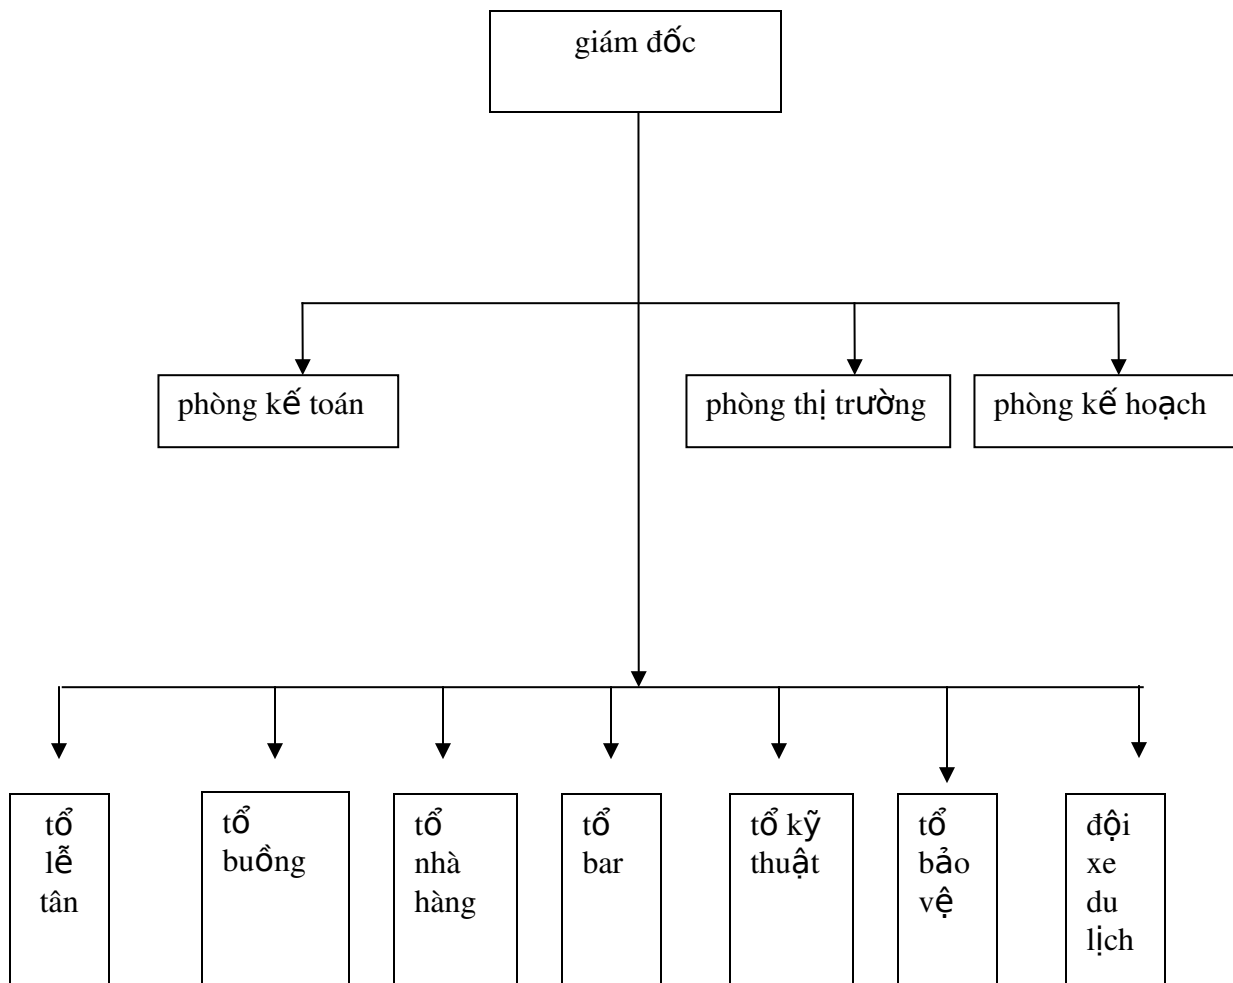 giám đốc
phòng kế toán
phòng thị trường
phòng kế hoạch
tổ
lễ
tân
tổ
buồng
tổ
nhà
hàng
tổ
bar
tổ kỹ
thuật
tổ
bảo
vệ
đội
xe
du
lịch